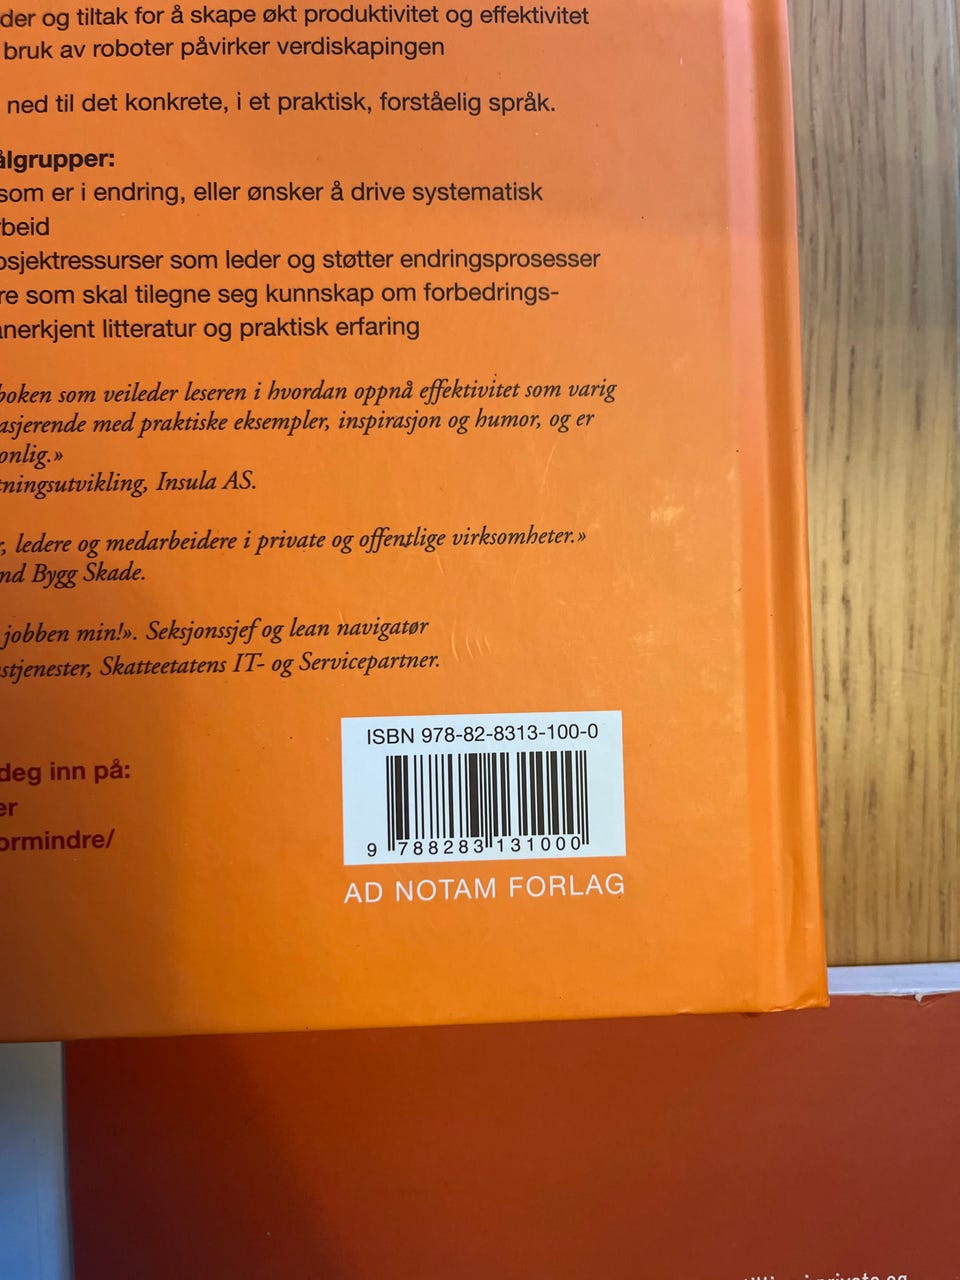 der og tiltak for å skape økt produktivitet og effektivitet
bruk av roboter påvirker verdiskapingen
ned til det konkrete, i et praktisk, forståelig språk.
ålgrupper:
som er i endring, eller ønsker å drive systematisk
beid
osjektressurser som leder og støtter endringsprosesser
re som skal tilegne seg kunnskap om forbedrings-
anerkjent litteratur og praktisk erfaring
boken som veileder leseren i hvordan oppnå effektivitet som varig
asjerende med praktiske eksempler, inspirasjon og humor, og er
onlig.»
tningsutvikling, Insula AS.
r, ledere og medarbeidere i private og offentlige virksomheter.»
nd Bygg Skade.
jobben min!». Seksjonssjef og lean navigatør
stjenester, Skatteetatens IT- og Servicepartner.
ISBN 978-82-8313-100-0
9 788283 131000
deg inn på:
er
ormindre/
AD NOTAM FORLAG
i private og